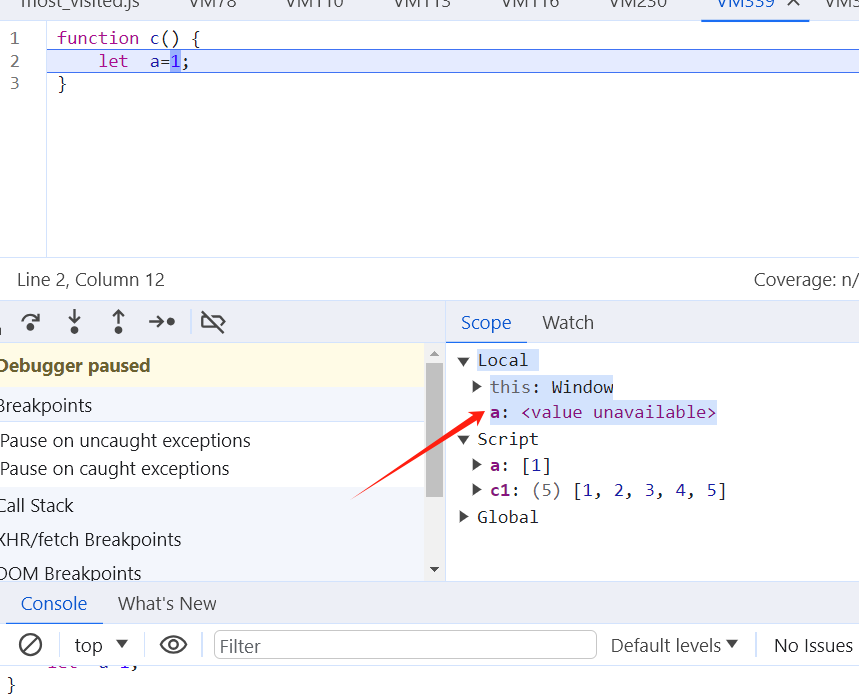 most_visited.js VM78 VM110 VM113 VM116 VM230 VM339
1 function c() {
2 let a=1;
3 }
Line 2, Column 12 Coverage: n/
Scope Watch
Debugger paused
Breakpoints
Pause on uncaught exceptions
Pause on caught exceptions
Call Stack
XHR/fetch Breakpoints
DOM Breakpoints
Local
this: Window
a: <value unavailable>
Script
a: [1]
c1: (5) [1, 2, 3, 4, 5]
Global
Console What's New
top Filter Default levels No Issues
}